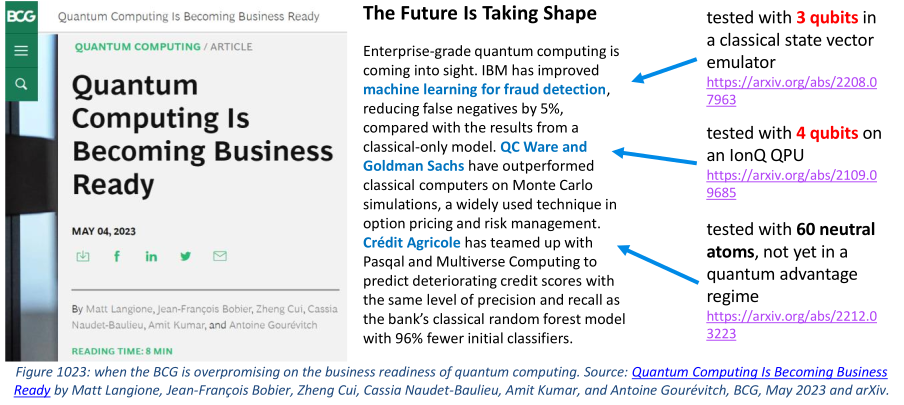 BCG
Quantum Computing Is Becoming Business Ready
QUANTUM COMPUTING / ARTICLE
Quantum
Computing Is
Becoming Business
Ready
MAY 04, 2023
By Matt Langione, Jean-François Bobier, Zheng Cui, Cassia
Naudet-Baulieu, Amit Kumar, and Antoine Gourévitch
READING TIME: 8 MIN
The Future Is Taking Shape
Enterprise-grade quantum computing is
coming into sight. IBM has improved
machine learning for fraud detection,
reducing false negatives by 5%,
compared with the results from a
classical-only model. QC Ware and
Goldman Sachs have outperformed
classical computers on Monte Carlo
simulations, a widely used technique in
option pricing and risk management.
Crédit Agricole has teamed up with
Pasqal and Multiverse Computing to
predict deteriorating credit scores with
the same level of precision and recall as
the bank's classical random forest model
with 96% fewer initial classifiers.
tested with 3 qubits in
a classical state vector
emulator
https://arxiv.org/abs/2208.0
7963
tested with 4 qubits on
an IonQ QPU
https://arxiv.org/abs/2109.0
9685
tested with 60 neutral
atoms, not yet in a
quantum advantage
regime
https://arxiv.org/abs/2212.0
3223
Figure 1023: when the BCG is overpromising on the business readiness of quantum computing. Source: Quantum Computing Is Becoming Business
Ready by Matt Langione, Jean-François Bobier, Zheng Cui, Cassia Naudet-Baulieu, Amit Kumar, and Antoine Gourévitch, BCG, May 2023 and arXiv.